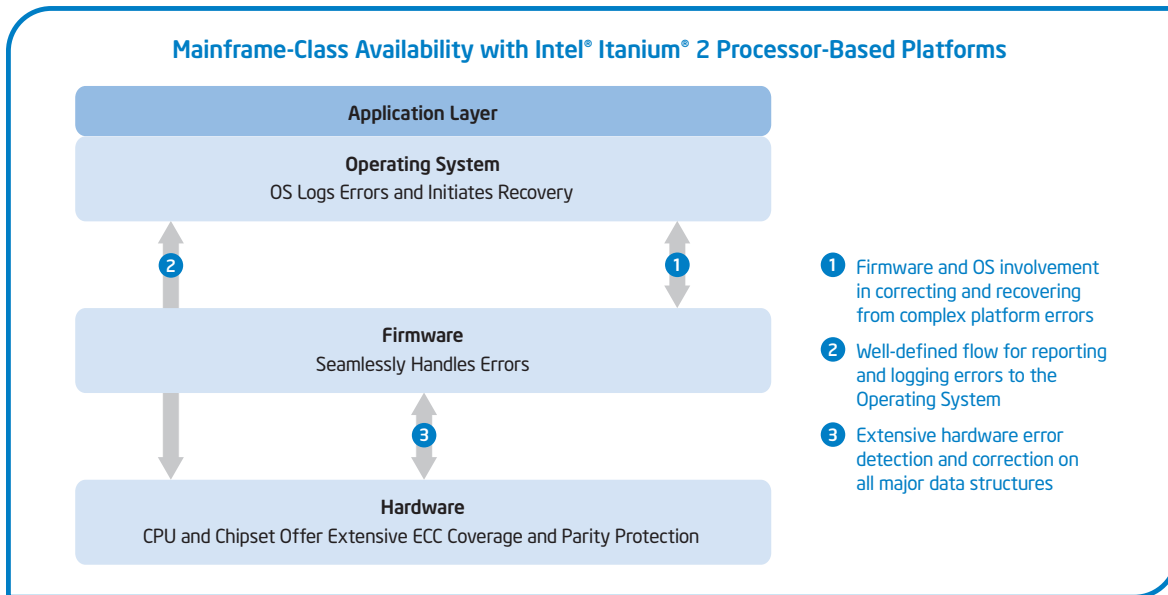 Mainframe-Class Availability with Intel® Itanium® 2 Processor-Based Platforms
Application Layer
Operating System
OS Logs Errors and Initiates Recovery
2
1
Firmware
Seamlessly Handles Errors
3
Hardware
CPU and Chipset Offer Extensive ECC Coverage and Parity Protection
1 Firmware and OS involvement
in correcting and recovering
from complex platform errors
2 Well-defined flow for reporting
and logging errors to the
Operating System
3 Extensive hardware error
detection and correction on
all major data structures